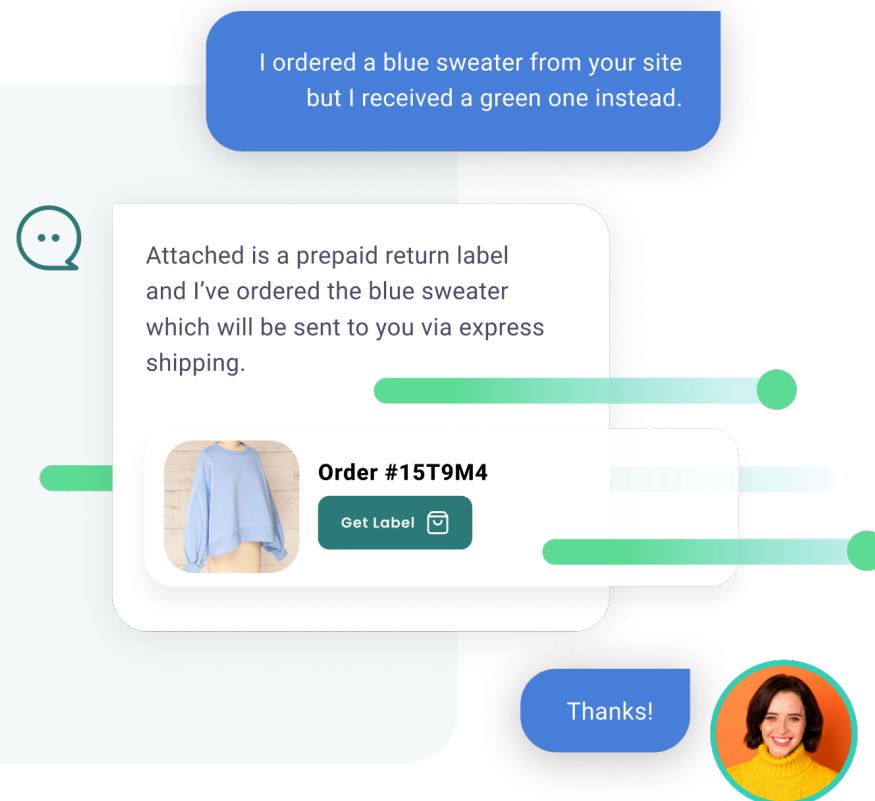 I ordered a blue sweater from your site
but I received a green one instead.
Attached is a prepaid return label
and I’ve ordered the blue sweater
which will be sent to you via express
shipping.
Order #15T9M4
Get Label
Thanks!